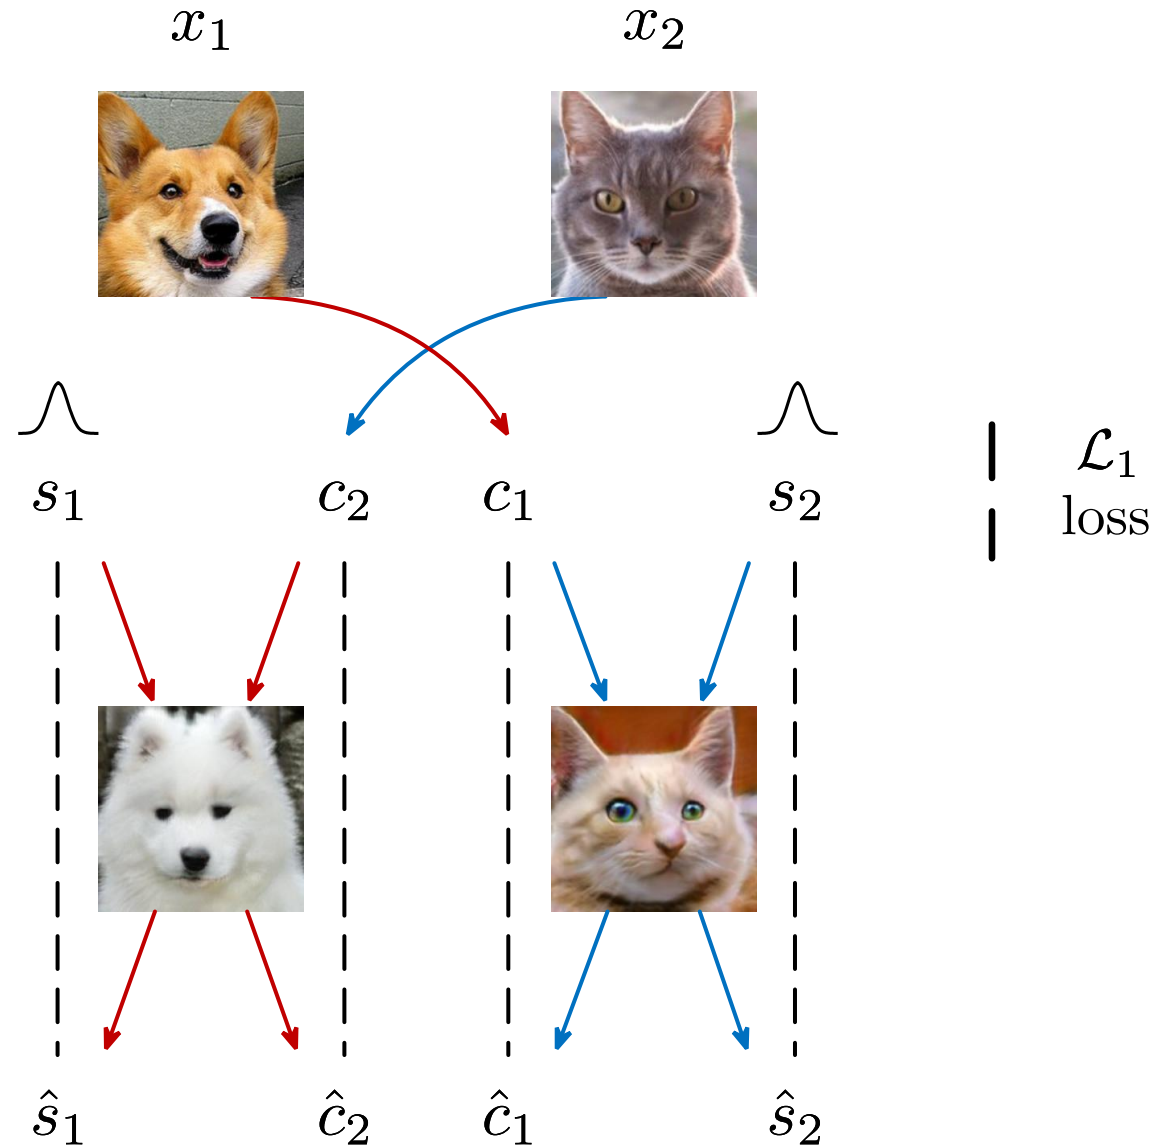 x₁ x₂
s₁ c₂ c₁ s₂
ℒ₁
loss
ŝ₁ ĉ₂ ĉ₁ ŝ₂